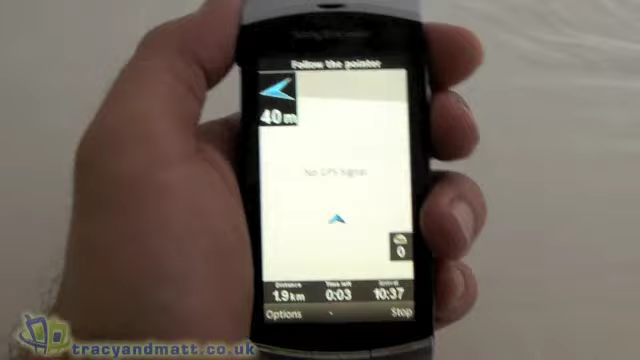 Sony Ericsson
Follow the pointer
40 m
No GPS Signal
0
Distance Time left Arrival
1.9 km 0:03 10:37
Options Stop
tracyandmatt.co.uk